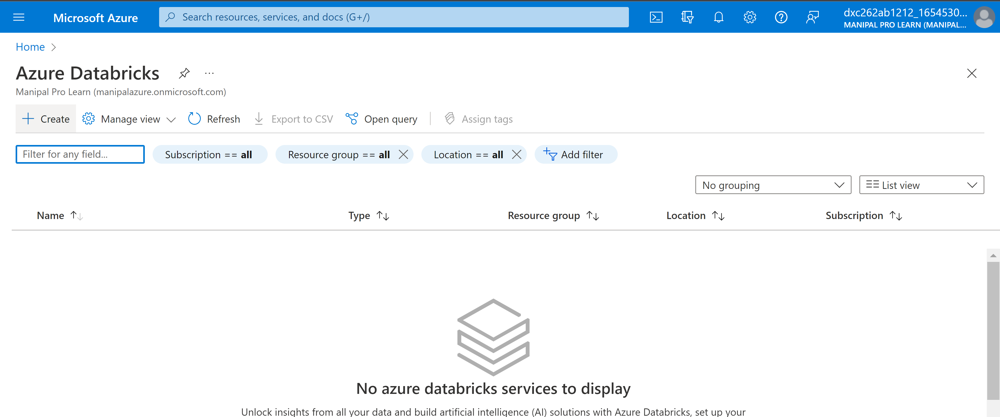 Microsoft Azure
Search resources, services, and docs (G+/)
dxc262ab1212_1654530...
MANIPAL PRO LEARN (MANIPAL...
Home
Azure Databricks
Manipal Pro Learn (manipalazure.onmicrosoft.com)
Create Manage view Refresh Export to CSV Open query Assign tags
Filter for any field... Subscription == all Resource group == all Location == all Add filter
No grouping List view
Name Type Resource group Location Subscription
No azure databricks services to display
Unlock insights from all your data and build artificial intelligence (AI) solutions with Azure Databricks, set up your